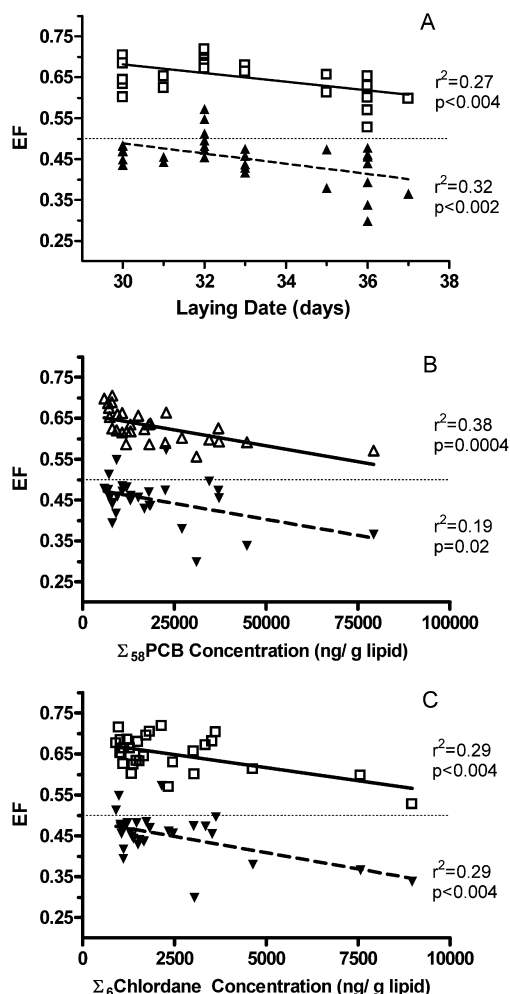 A
0.75
0.65
0.55
0.45
0.35
0.25
EF
r²=0.27
p<0.004
r²=0.32
p<0.002
30 32 34 36 38
Laying Date (days)
B
0.75
0.65
0.55
0.45
0.35
0.25
EF
r²=0.38
p=0.0004
r²=0.19
p=0.02
0 25000 50000 75000 100000
Σ₅₈PCB Concentration (ng/ g lipid)
C
0.75
0.65
0.55
0.45
0.35
0.25
EF
r²=0.29
p<0.004
r²=0.29
p<0.004
0 2500 5000 7500 10000
Σ₆Chlordane Concentration (ng/ g lipid)